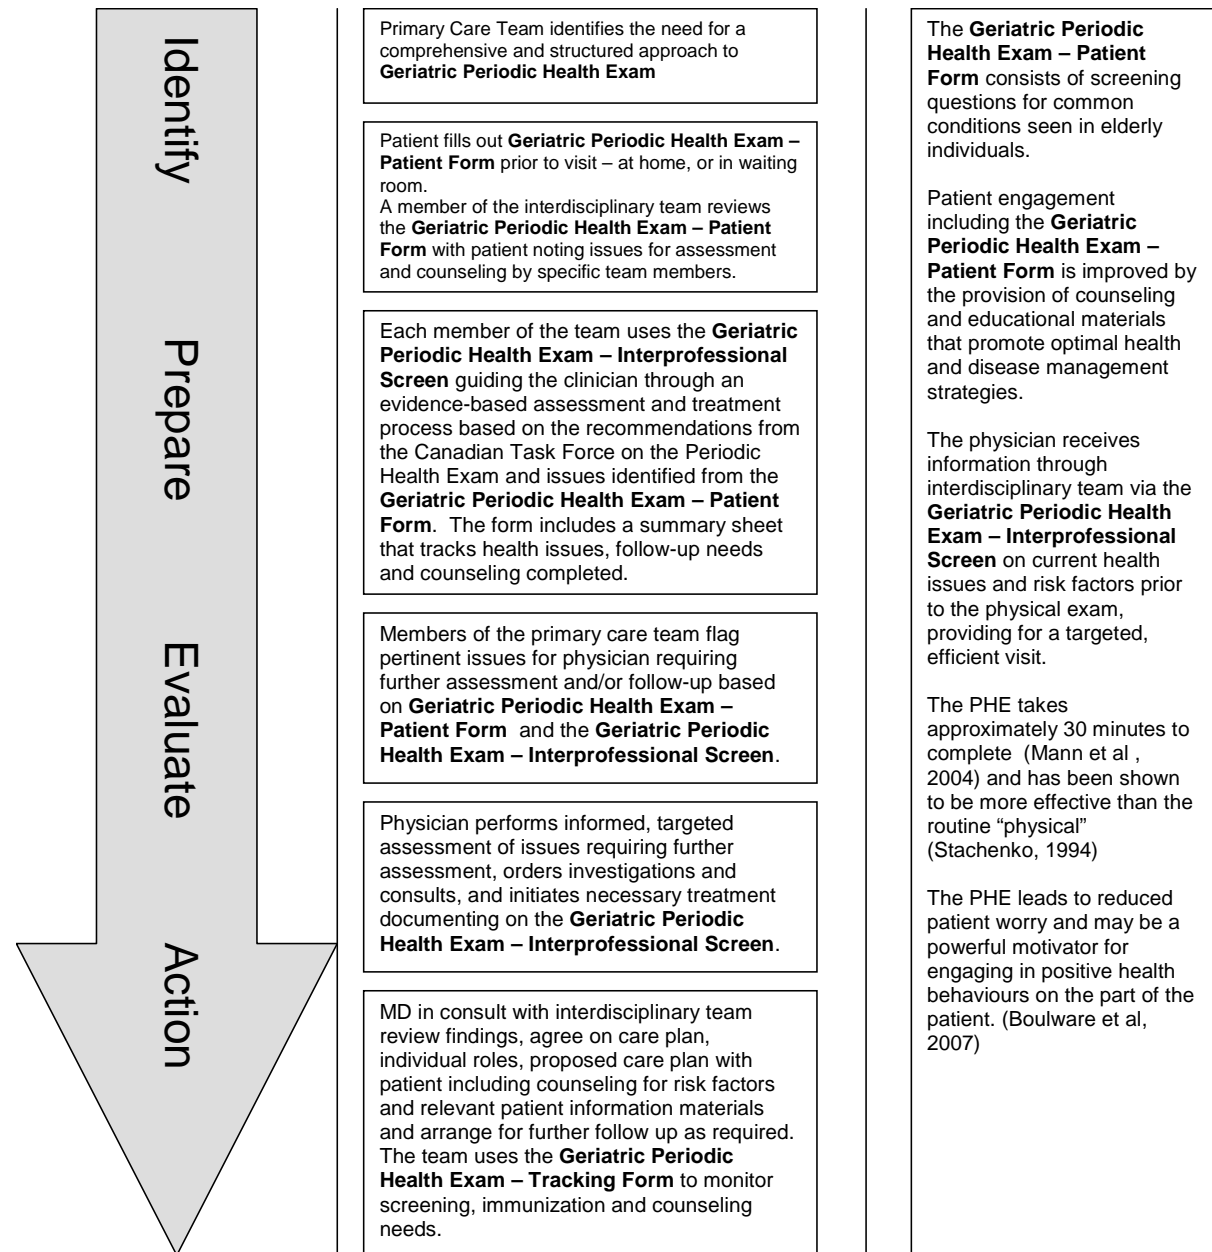 Identify
Prepare
Evaluate
Action
Primary Care Team identifies the need for a
comprehensive and structured approach to
Geriatric Periodic Health Exam
Patient fills out Geriatric Periodic Health Exam –
Patient Form prior to visit – at home, or in waiting
room.
A member of the interdisciplinary team reviews
the Geriatric Periodic Health Exam – Patient
Form with patient noting issues for assessment
and counseling by specific team members.
Each member of the team uses the Geriatric
Periodic Health Exam – Interprofessional
Screen guiding the clinician through an
evidence-based assessment and treatment
process based on the recommendations from
the Canadian Task Force on the Periodic
Health Exam and issues identified from the
Geriatric Periodic Health Exam – Patient
Form.  The form includes a summary sheet
that tracks health issues, follow-up needs
and counseling completed.
Members of the primary care team flag
pertinent issues for physician requiring
further assessment and/or follow-up based
on Geriatric Periodic Health Exam –
Patient Form  and the Geriatric Periodic
Health Exam – Interprofessional Screen.
Physician performs informed, targeted
assessment of issues requiring further
assessment, orders investigations and
consults, and initiates necessary treatment
documenting on the Geriatric Periodic
Health Exam – Interprofessional Screen.
MD in consult with interdisciplinary team
review findings, agree on care plan,
individual roles, proposed care plan with
patient including counseling for risk factors
and relevant patient information materials
and arrange for further follow up as required.
The team uses the Geriatric Periodic
Health Exam – Tracking Form to monitor
screening, immunization and counseling
needs.
The Geriatric Periodic
Health Exam – Patient
Form consists of screening
questions for common
conditions seen in elderly
individuals.
Patient engagement
including the Geriatric
Periodic Health Exam –
Patient Form is improved by
the provision of counseling
and educational materials
that promote optimal health
and disease management
strategies.
The physician receives
information through
interdisciplinary team via the
Geriatric Periodic Health
Exam – Interprofessional
Screen on current health
issues and risk factors prior
to the physical exam,
providing for a targeted,
efficient visit.
The PHE takes
approximately 30 minutes to
complete  (Mann et al ,
2004) and has been shown
to be more effective than the
routine “physical”
(Stachenko, 1994)
The PHE leads to reduced
patient worry and may be a
powerful motivator for
engaging in positive health
behaviours on the part of the
patient. (Boulware et al,
2007)